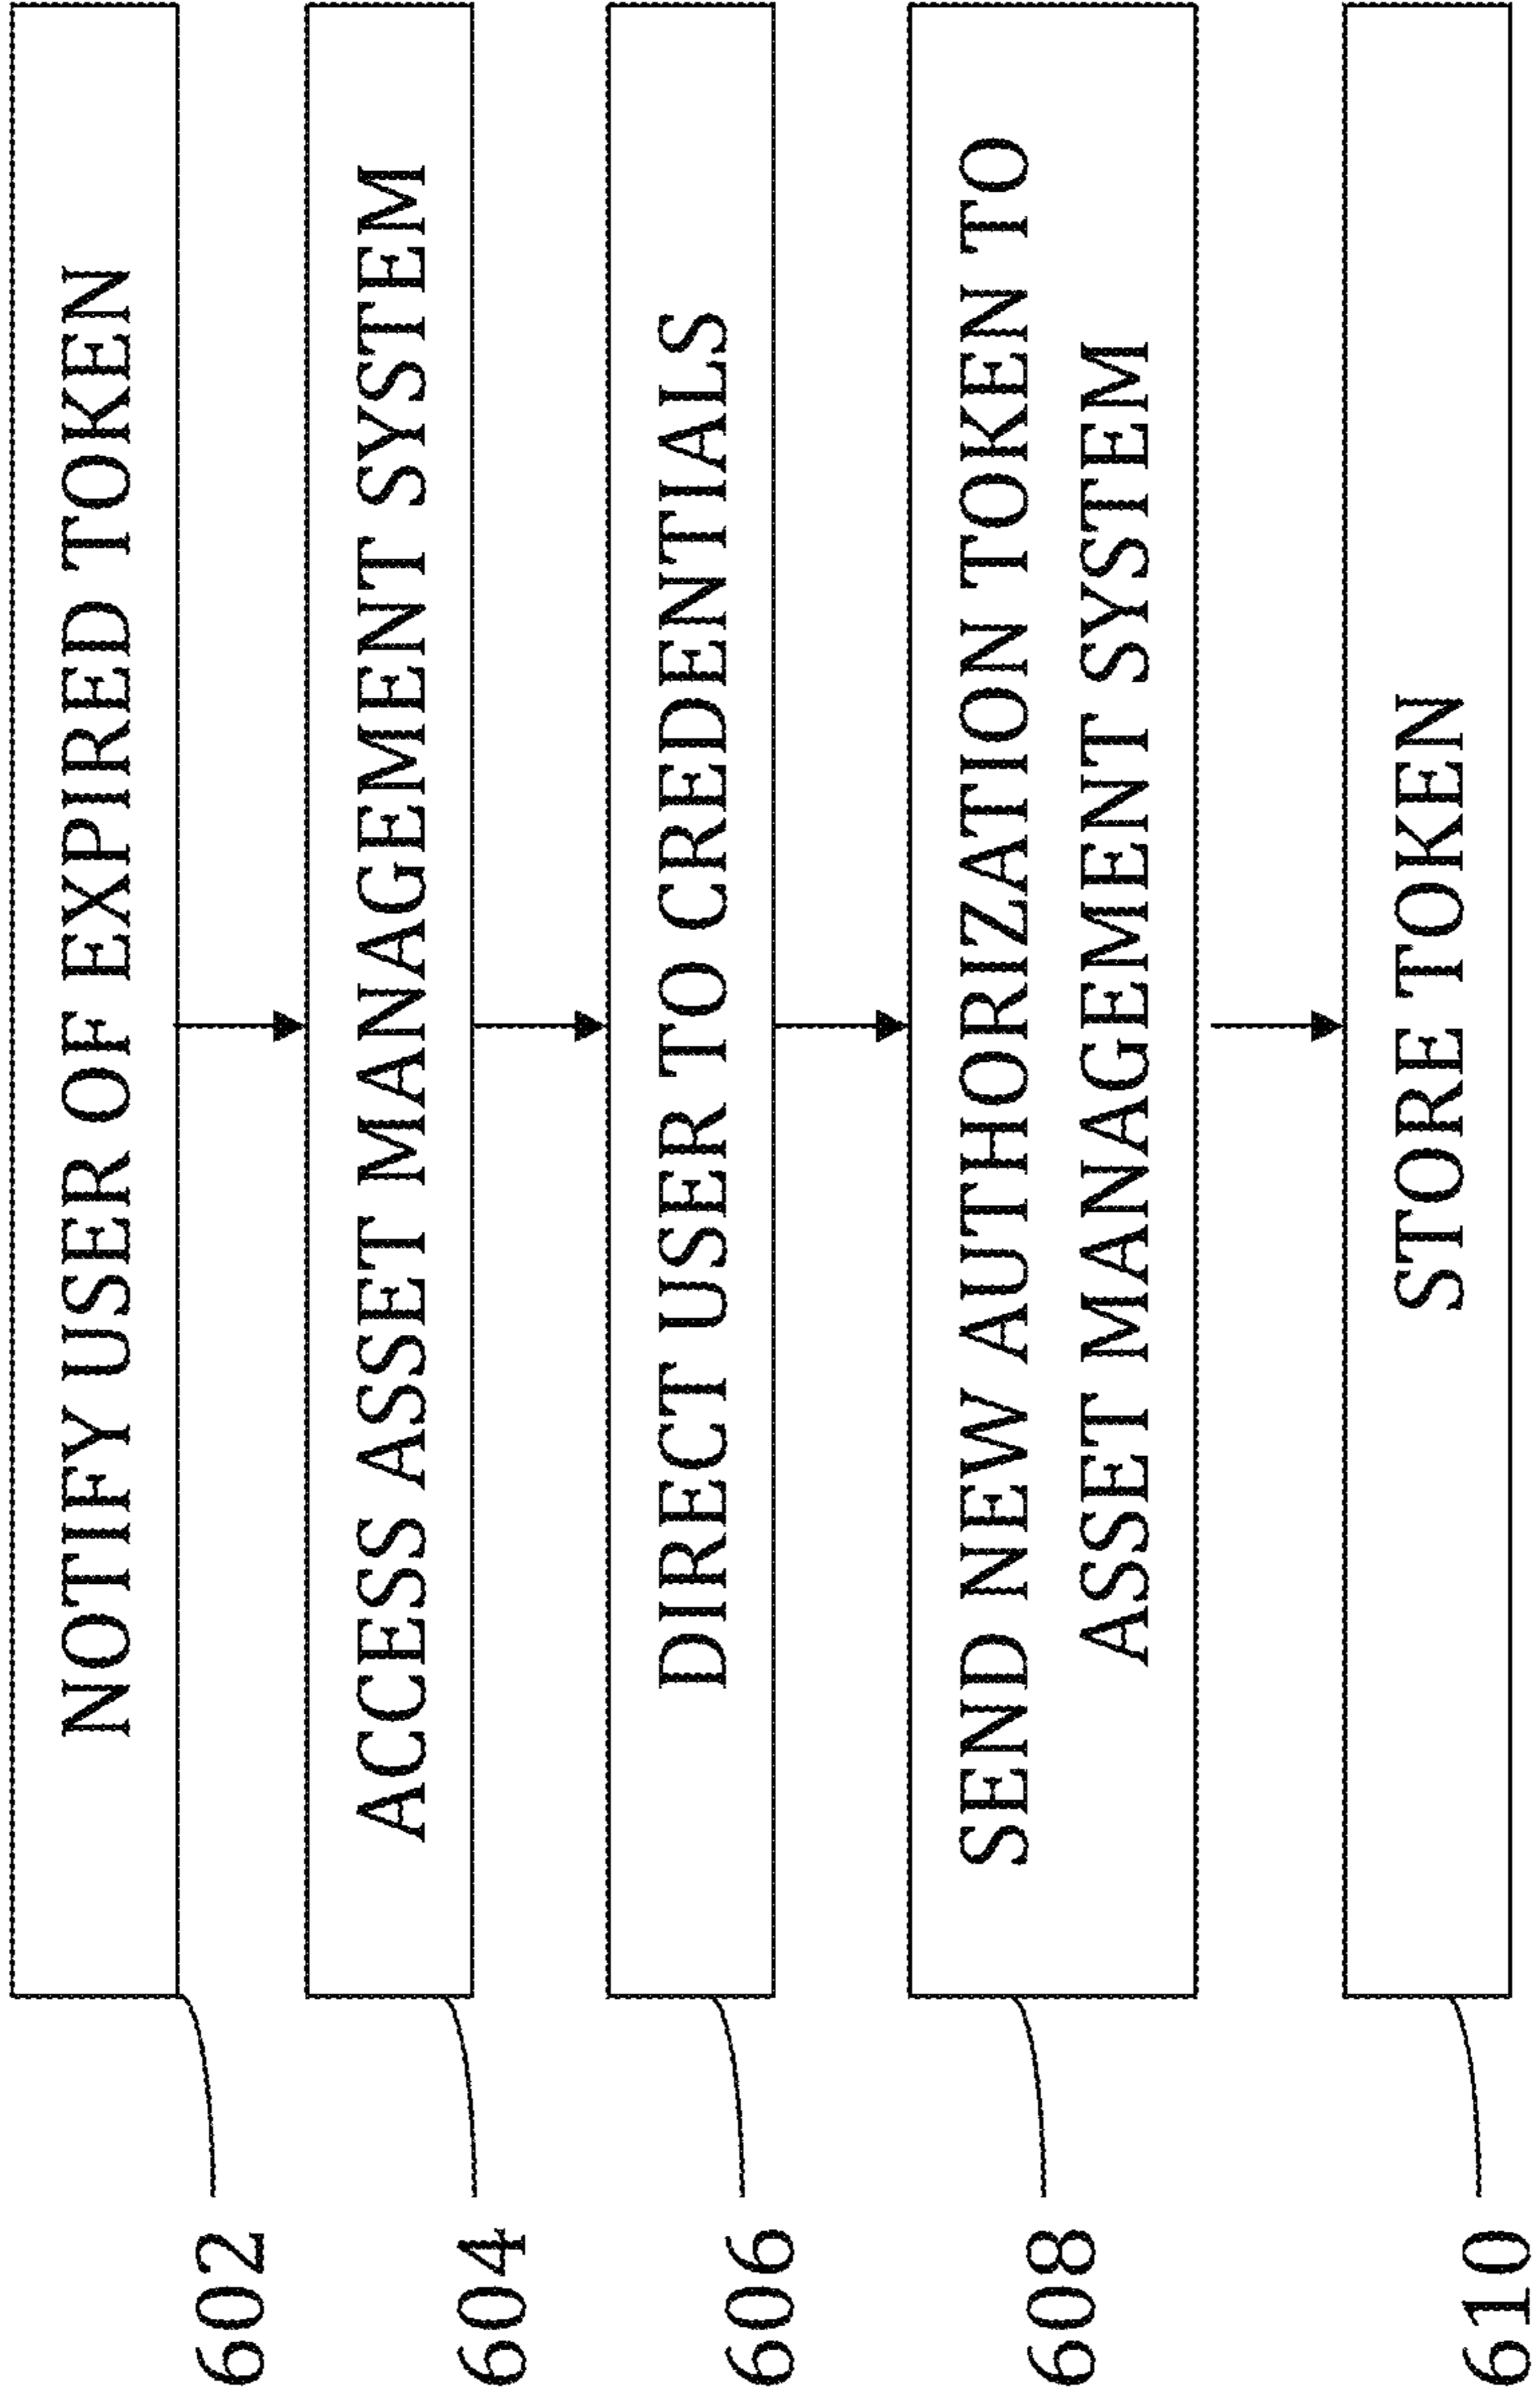 602
NOTIFY USER OF EXPIRED TOKEN
604
ACCESS ASSET MANAGEMENT SYSTEM
606
DIRECT USER TO CREDENTIALS
608
SEND NEW AUTHORIZATION TOKEN TO
ASSET MANAGEMENT SYSTEM
610
STORE TOKEN